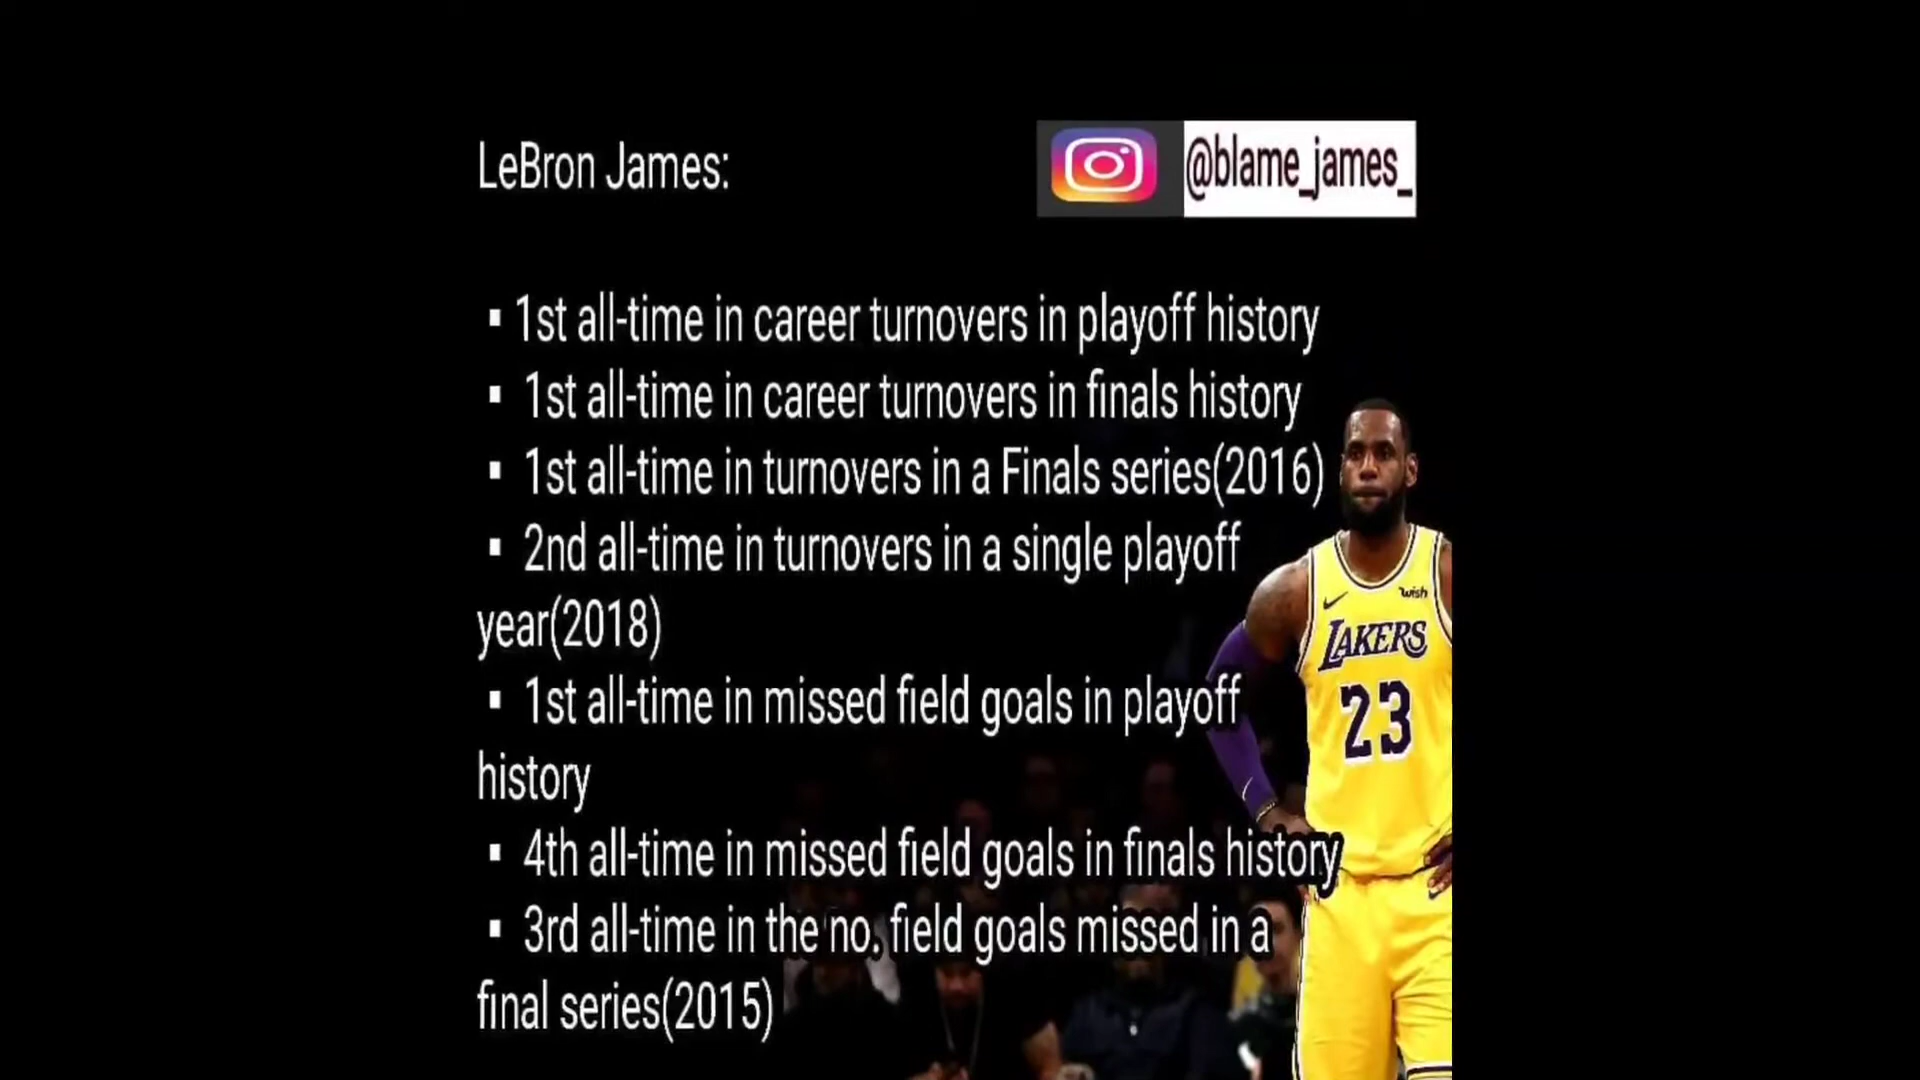 LeBron James:
@blame_james_
▪ 1st all-time in career turnovers in playoff history
▪ 1st all-time in career turnovers in finals history
▪ 1st all-time in turnovers in a Finals series(2016)
▪ 2nd all-time in turnovers in a single playoff
year(2018)
▪ 1st all-time in missed field goals in playoff
history
▪ 4th all-time in missed field goals in finals history
▪ 3rd all-time in the no. field goals missed in a
final series(2015)
wish
LAKERS
23